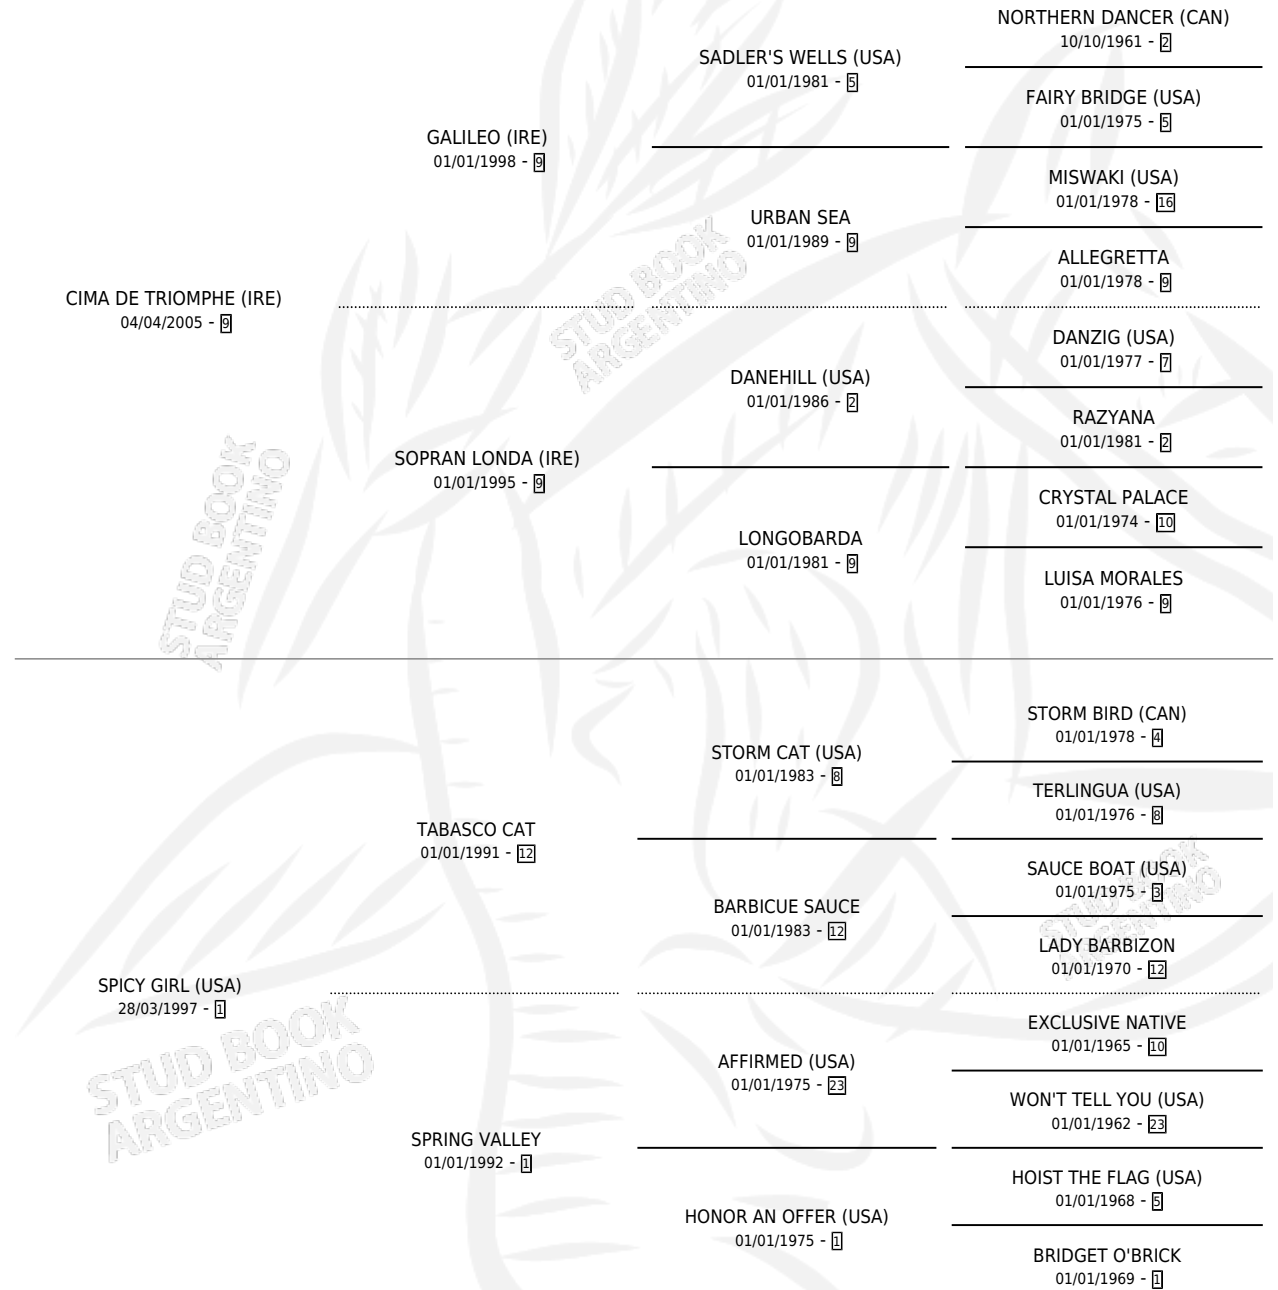 NORTHERN DANCER (CAN)
10/10/1961 - 2
SADLER'S WELLS (USA)
01/01/1981 - 5
FAIRY BRIDGE (USA)
01/01/1975 - 5
GALILEO (IRE)
01/01/1998 - 9
MISWAKI (USA)
01/01/1978 - 16
URBAN SEA
01/01/1989 - 9
ALLEGRETTA
01/01/1978 - 9
CIMA DE TRIOMPHE (IRE)
04/04/2005 - 9
STUD BOOK
ARGENTINO
DANZIG (USA)
01/01/1977 - 7
DANEHILL (USA)
01/01/1986 - 2
RAZYANA
01/01/1981 - 2
SOPRAN LONDA (IRE)
01/01/1995 - 9
CRYSTAL PALACE
01/01/1974 - 10
LONGOBARDA
01/01/1981 - 9
LUISA MORALES
01/01/1976 - 9
STUD BOOK
ARGENTINO
STORM BIRD (CAN)
01/01/1978 - 4
STORM CAT (USA)
01/01/1983 - 8
TERLINGUA (USA)
01/01/1976 - 8
TABASCO CAT
01/01/1991 - 12
SAUCE BOAT (USA)
01/01/1975 - 3
BARBICUE SAUCE
01/01/1983 - 12
LADY BARBIZON
01/01/1970 - 12
STUD BOOK
ARGENTINO
SPICY GIRL (USA)
28/03/1997 - 1
EXCLUSIVE NATIVE
01/01/1965 - 10
AFFIRMED (USA)
01/01/1975 - 23
WON'T TELL YOU (USA)
01/01/1962 - 23
STUD BOOK
ARGENTINO
SPRING VALLEY
01/01/1992 - 1
HOIST THE FLAG (USA)
01/01/1968 - 5
HONOR AN OFFER (USA)
01/01/1975 - 1
BRIDGET O'BRICK
01/01/1969 - 1